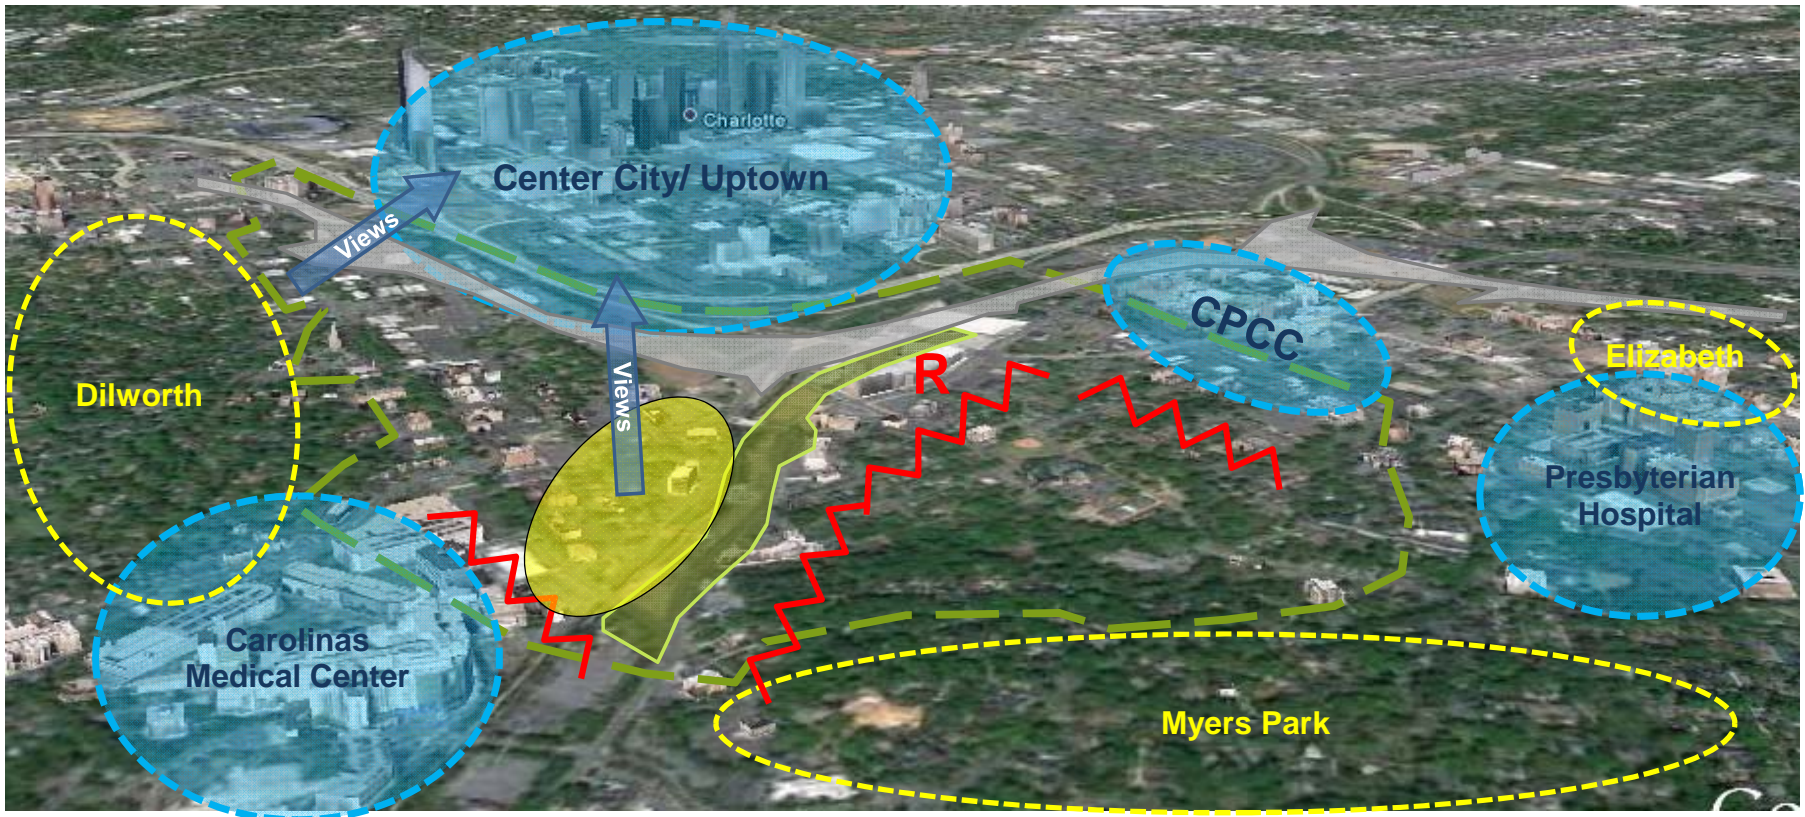 Charlotte
Center City/ Uptown
Views
Views
CPCC
R
Elizabeth
Dilworth
Presbyterian
Hospital
Carolinas
Medical Center
Myers Park